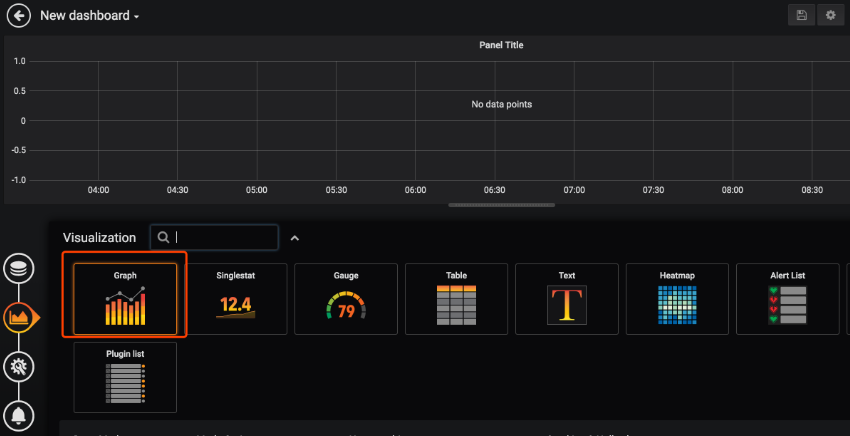 New dashboard
Panel Title
1.0
0.5
No data points
0
-0.5
-1.0
04:00 04:30 05:00 05:30 06:00 06:30 07:00 07:30 08:00 08:30
Visualization
Graph Singlestat Gauge Table Text Heatmap Alert List
12.4 79 T
Plugin list